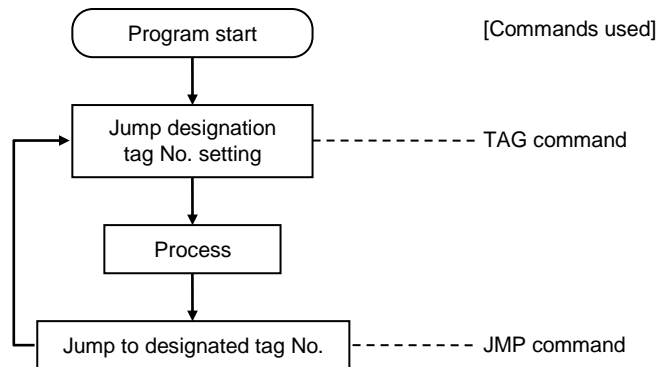 Program start
[Commands used]
Jump designation
tag No. setting
TAG command
Process
Jump to designated tag No.
JMP command